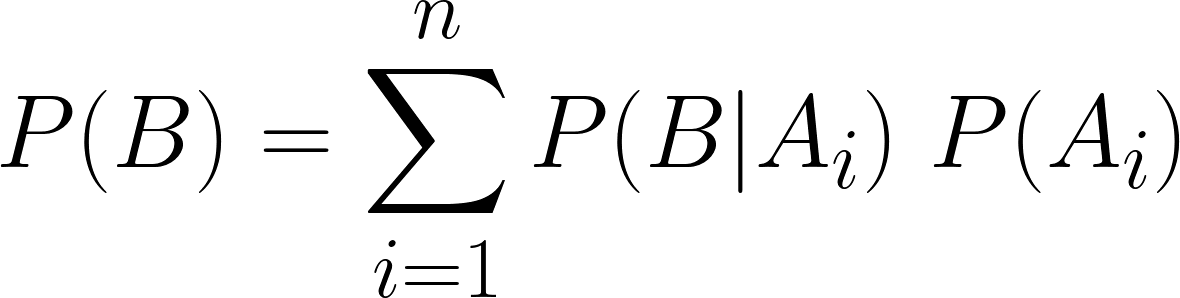 P(B) = \sum_{i=1}^{n} P(B|A_i) P(A_i)